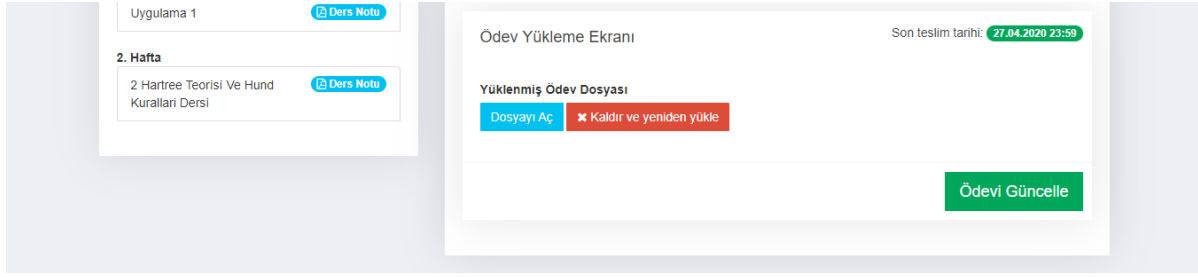 Uygulama 1
Ders Notu
2. Hafta
2 Hartree Teorisi Ve Hund
Kurallari Dersi
Ders Notu
Ödev Yükleme Ekranı
Son teslim tarihi: 27.04.2020 23:59
Yüklenmiş Ödev Dosyası
Dosyayı Aç
✖ Kaldır ve yeniden yükle
Ödevi Güncelle